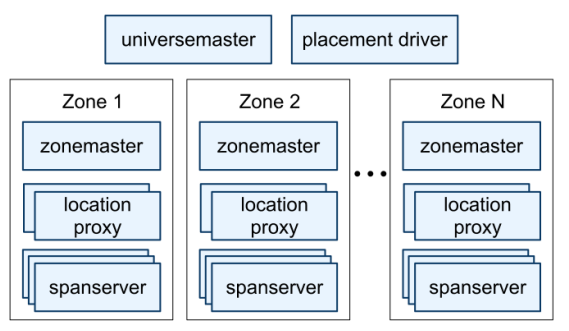 universemaster
placement driver
Zone 1
zonemaster
location
proxy
spanserver
Zone 2
zonemaster
location
proxy
spanserver
...
Zone N
zonemaster
location
proxy
spanserver